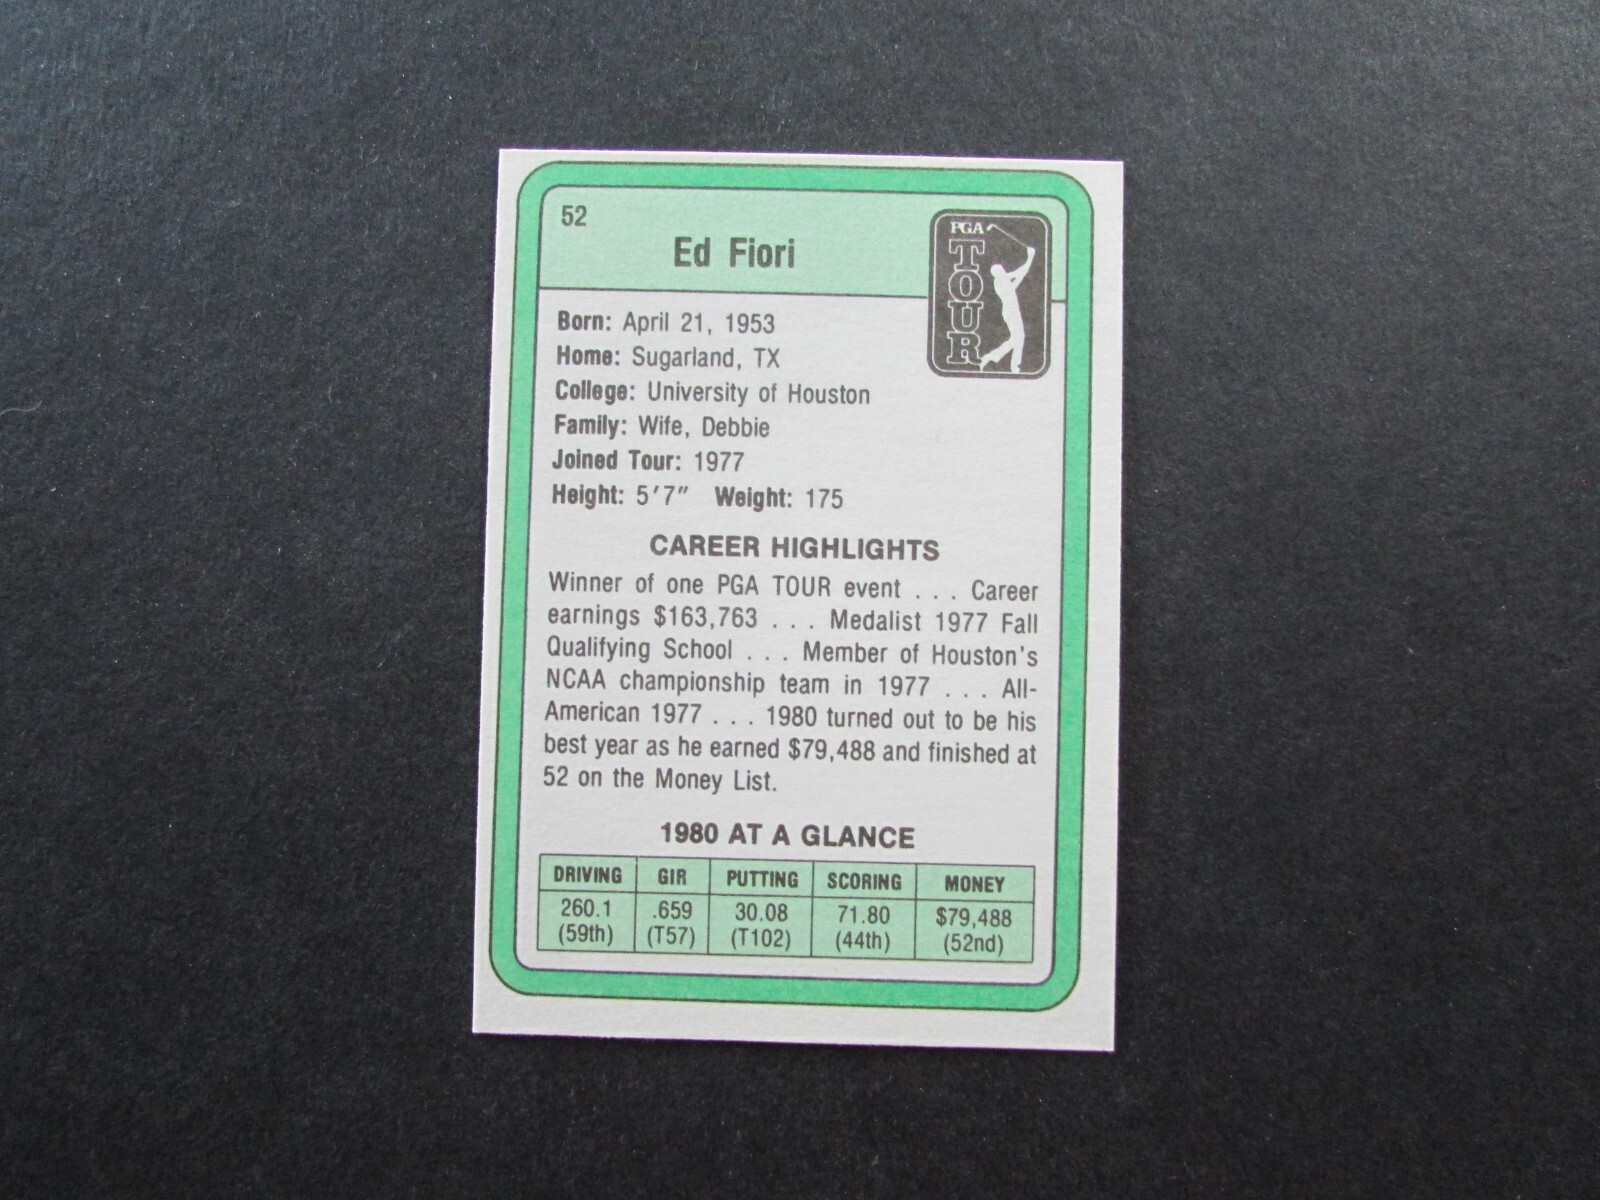 52
Ed Fiori
PGA
TOUR
Born: April 21, 1953
Home: Sugarland, TX
College: University of Houston
Family: Wife, Debbie
Joined Tour: 1977
Height: 5'7" Weight: 175
CAREER HIGHLIGHTS
Winner of one PGA TOUR event . . . Career
earnings $163,763 . . . Medalist 1977 Fall
Qualifying School . . . Member of Houston's
NCAA championship team in 1977 . . . All-
American 1977 . . . 1980 turned out to be his
best year as he earned $79,488 and finished at
52 on the Money List.
1980 AT A GLANCE
DRIVING GIR PUTTING SCORING MONEY
260.1 .659 30.08 71.80 $79,488
(59th) (T57) (T102) (44th) (52nd)